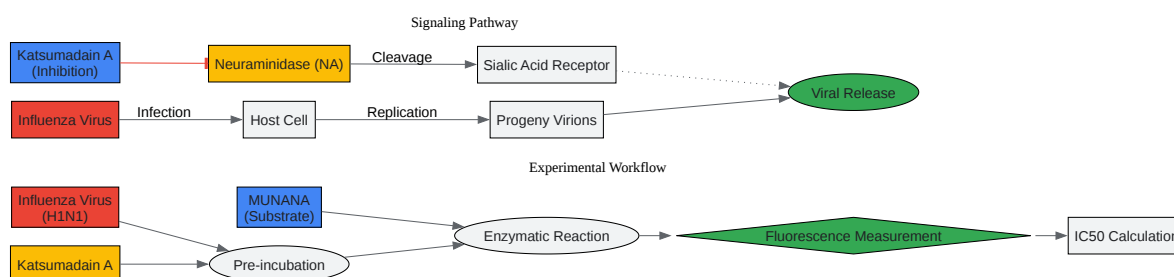 Signaling Pathway
Katsumadain A
(Inhibition)
Neuraminidase (NA)
Cleavage
Sialic Acid Receptor
Viral Release
Influenza Virus
Infection
Host Cell
Replication
Progeny Virions
Experimental Workflow
Influenza Virus
(H1N1)
MUNANA
(Substrate)
Enzymatic Reaction
Fluorescence Measurement
IC50 Calculation
Katsumadain A
Pre-incubation